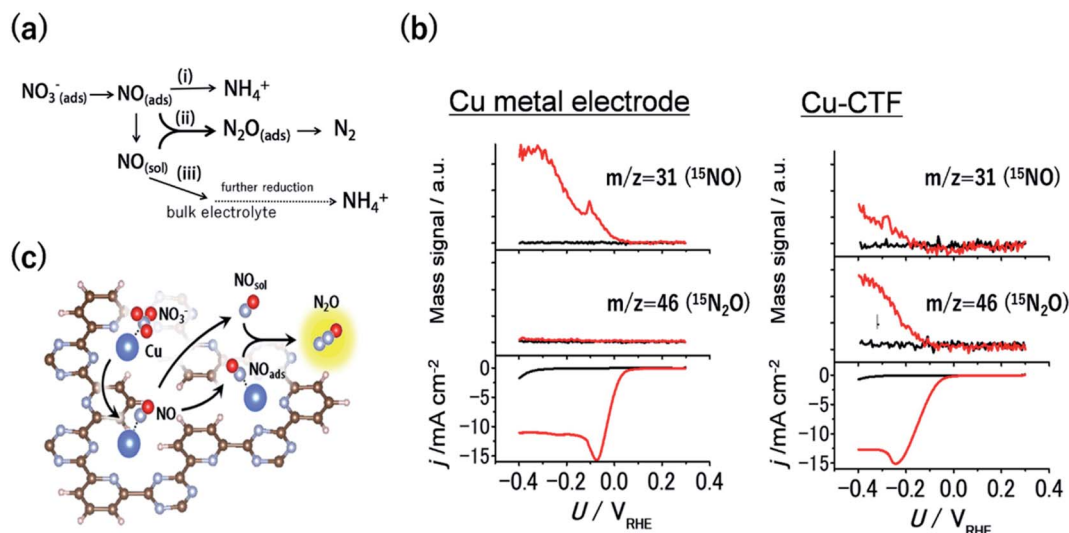 (a)
NO3-(ads) → NO(ads) (i) → NH4+
(ii) → N2O(ads) → N2
NO(sol) (iii)
further reduction
bulk electrolyte → NH4+
(b)
Cu metal electrode
Mass signal / a.u.
m/z=31 (15NO)
m/z=46 (15N2O)
j /mA cm-2
0
−5
−10
−15
−0.4 −0.2 0.0 0.2 0.4
U / VRHE
Cu-CTF
Mass signal / a.u.
m/z=31 (15NO)
m/z=46 (15N2O)
j /mA cm-2
0
−5
−10
−15
−0.4 −0.2 0.0 0.2 0.4
U / VRHE
(c)
NO3-
Cu
NO
NOsol
NOads
N2O